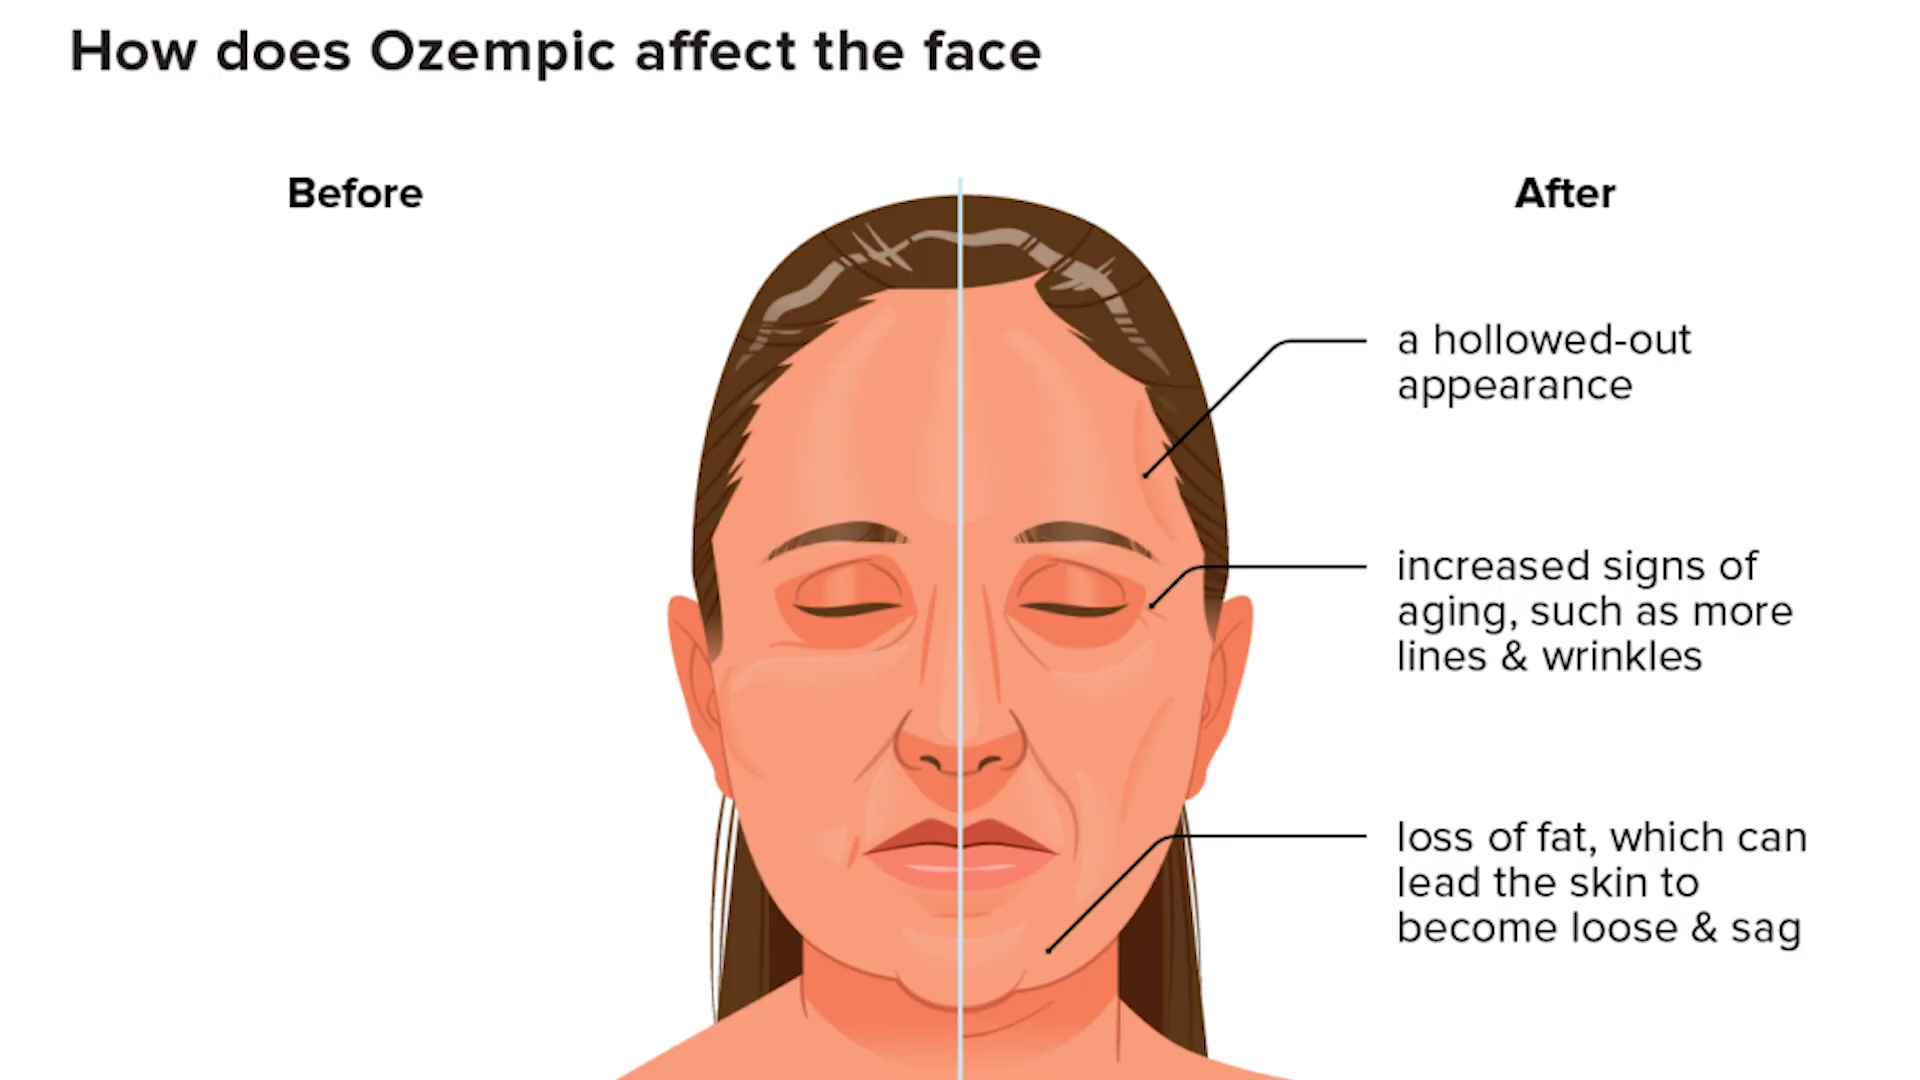 How does Ozempic affect the face
Before
After
a hollowed-out
appearance
increased signs of
aging, such as more
lines & wrinkles
loss of fat, which can
lead the skin to
become loose & sag